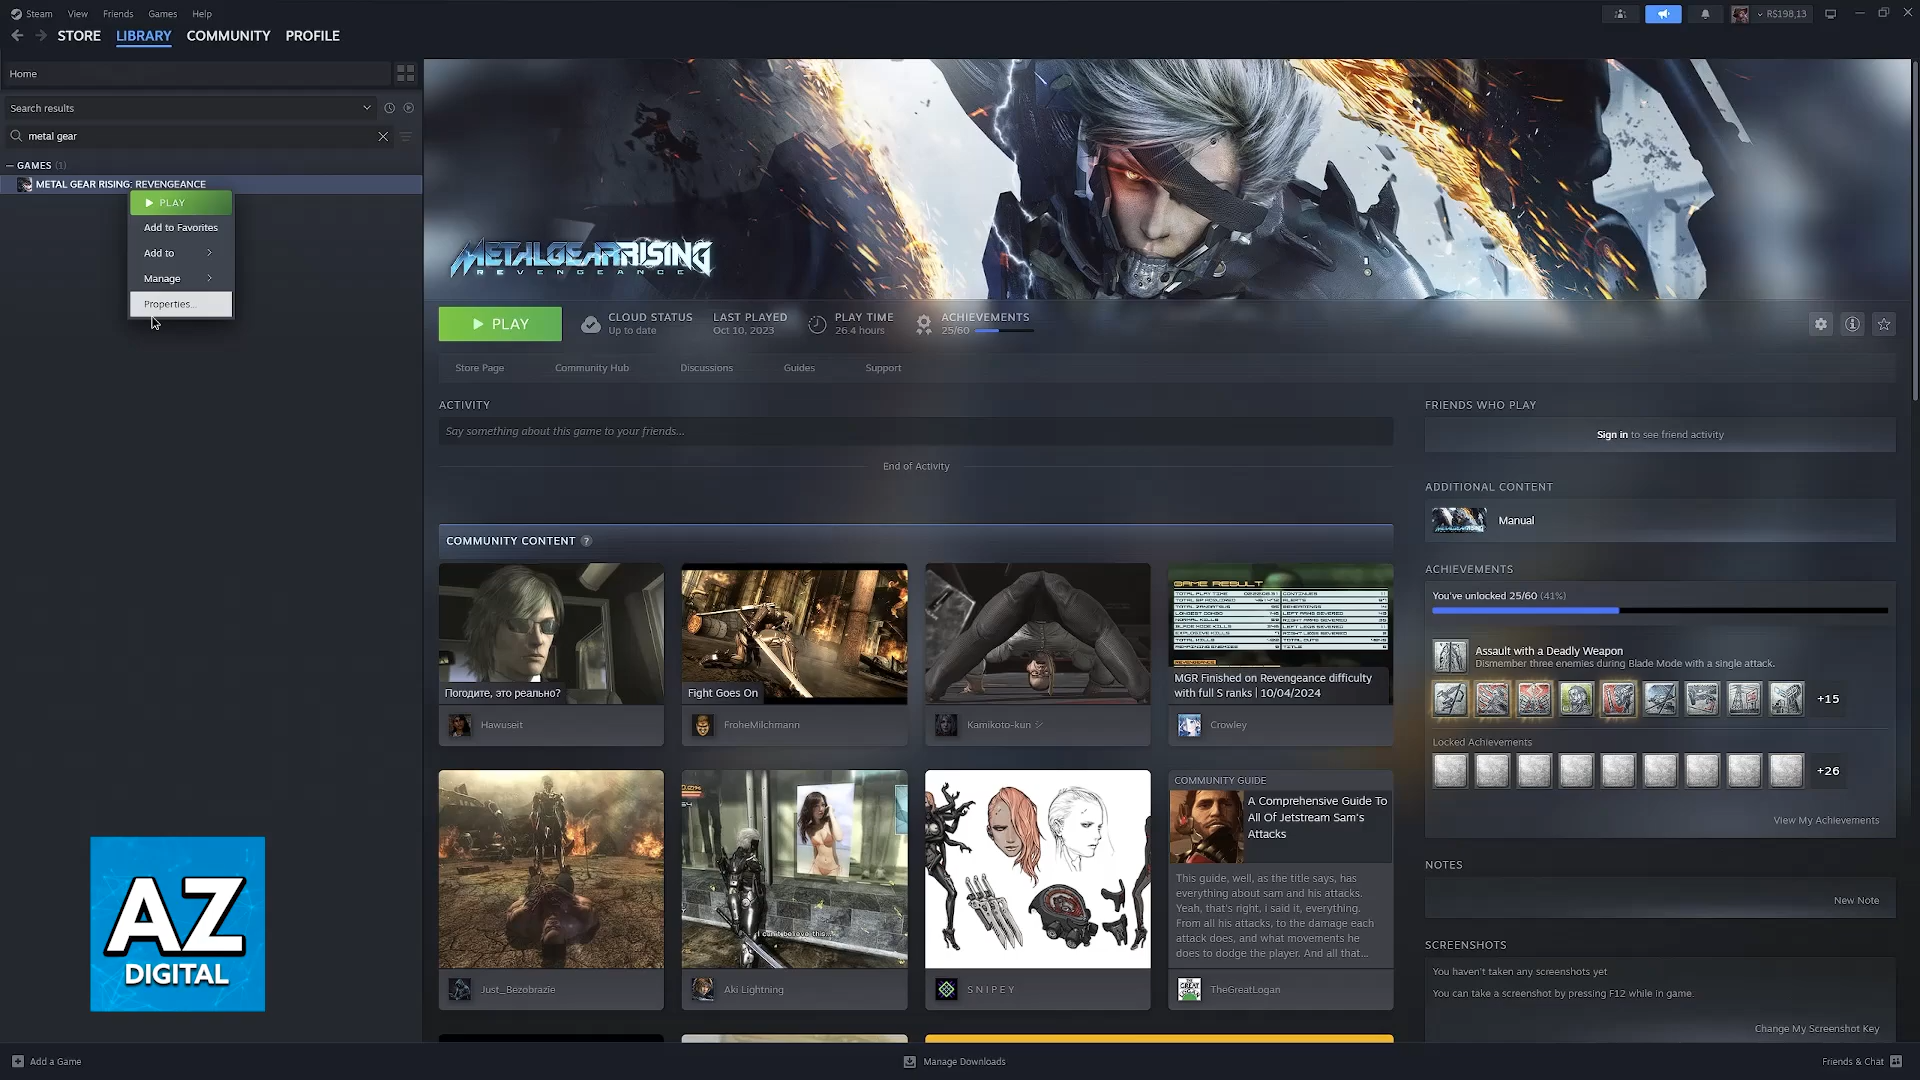 Steam View Friends Games Help
R$198,13
STORE LIBRARY COMMUNITY PROFILE
Home
Search results
metal gear
GAMES (1)
METAL GEAR RISING: REVENGEANCE
PLAY
Add to Favorites
Add to
Manage
Properties...
METAL GEAR RISING
REVENGEANCE
PLAY
CLOUD STATUS
Up to date
LAST PLAYED
Oct 10, 2023
PLAY TIME
26.4 hours
ACHIEVEMENTS
25/60
Store Page Community Hub Discussions Guides Support
ACTIVITY
Say something about this game to your friends...
End of Activity
COMMUNITY CONTENT ?
Погодите, это реально?
Hawuseit
Fight Goes On
FroheMilchmann
Kamikoto-kun シ
GAME RESULT
MGR Finished on Revengeance difficulty
with full S ranks | 10/04/2024
Crowley
Just_Bezobrazie
I can't believe this...
Aki Lightning
S N I P E Y
COMMUNITY GUIDE
A Comprehensive Guide To
All Of Jetstream Sam's
Attacks
This guide, well, as the title says, has
everything about sam and his attacks.
Yeah, that's right, i said it, everything.
From all his attacks, to the damage each
attack does, and what movements he
does to dodge the player. And all that...
TheGreatLogan
FRIENDS WHO PLAY
Sign in to see friend activity
ADDITIONAL CONTENT
Manual
ACHIEVEMENTS
You've unlocked 25/60 (41%)
Assault with a Deadly Weapon
Dismember three enemies during Blade Mode with a single attack.
+15
Locked Achievements
+26
View My Achievements
NOTES
New Note
SCREENSHOTS
You haven't taken any screenshots yet
You can take a screenshot by pressing F12 while in game.
Change My Screenshot Key
AZ
DIGITAL
Add a Game
Manage Downloads
Friends & Chat